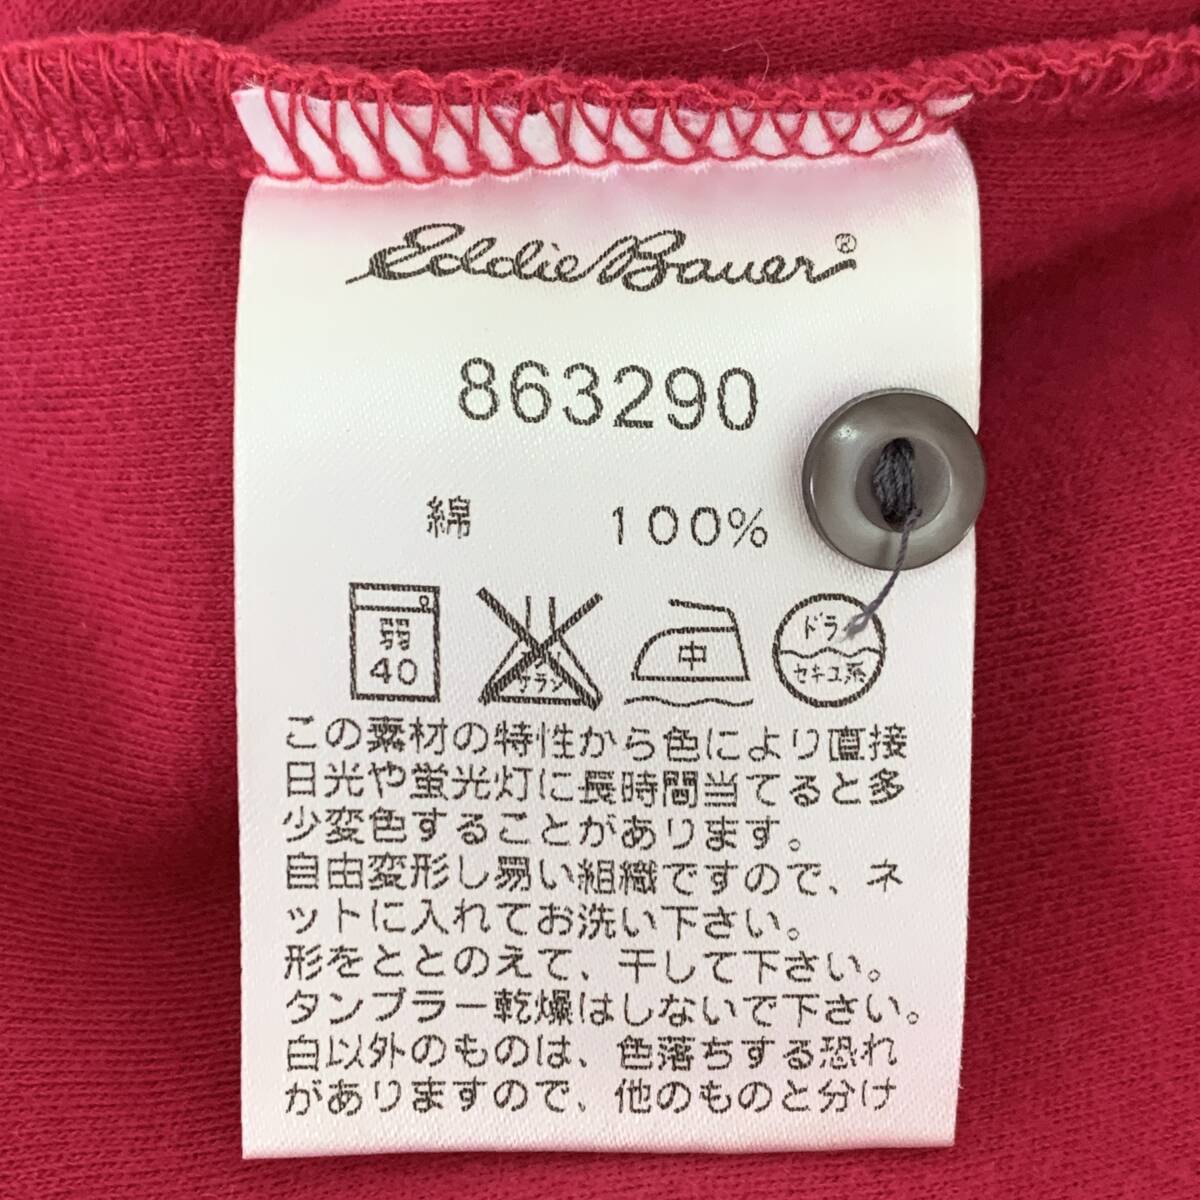 Eddie Bauer®
863290
綿 100%
弱
40
中
ドラ
セキユ系
この素材の特性から色により直接
日光や蛍光灯に長時間当てると多
少変色することがあります。
自由変形し易い組織ですので、ネ
ットに入れてお洗い下さい。
形をととのえて、干して下さい。
タンブラー乾燥はしないで下さい。
白以外のものは、色落ちする恐れ
がありますので、他のものと分け